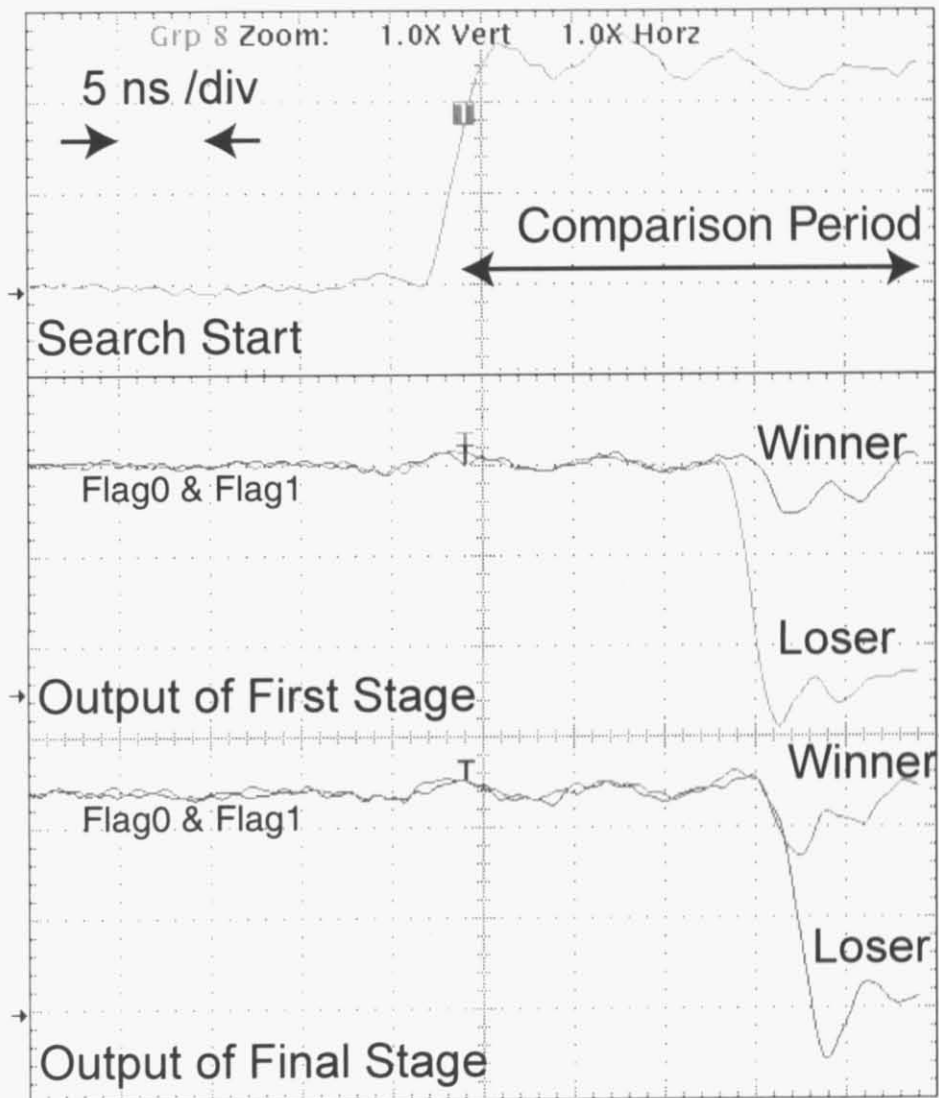 Grp 8 Zoom: 1.0X Vert 1.0X Horz
5 ns /div
Comparison Period
Search Start
T
Winner
Flag0 & Flag1
Loser
Output of First Stage
T
Winner
Flag0 & Flag1
Loser
Output of Final Stage